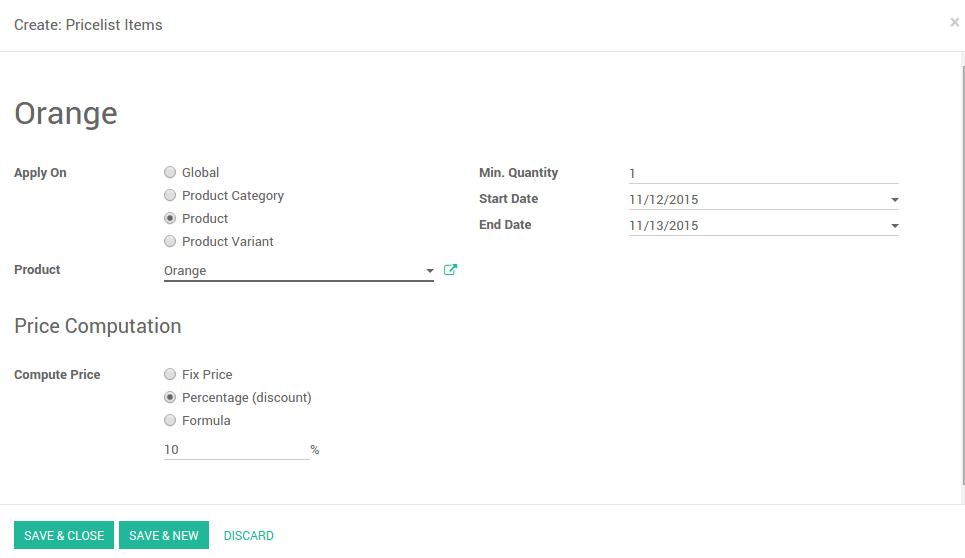 Create: Pricelist Items
×
Orange
Apply On
Global
Product Category
Product
Product Variant
Product
Orange
Min. Quantity
1
Start Date
11/12/2015
End Date
11/13/2015
Price Computation
Compute Price
Fix Price
Percentage (discount)
Formula
10 %
SAVE & CLOSE SAVE & NEW DISCARD